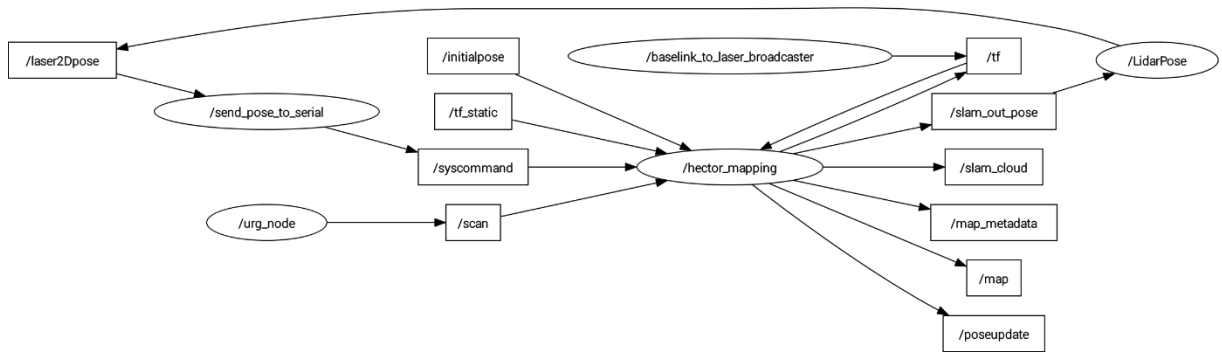 /laser2Dpose
/send_pose_to_serial
/urg_node
/initialpose
/tf_static
/syscommand
/scan
/baselink_to_laser_broadcaster
/hector_mapping
/tf
/slam_out_pose
/slam_cloud
/map_metadata
/map
/poseupdate
/LidarPose